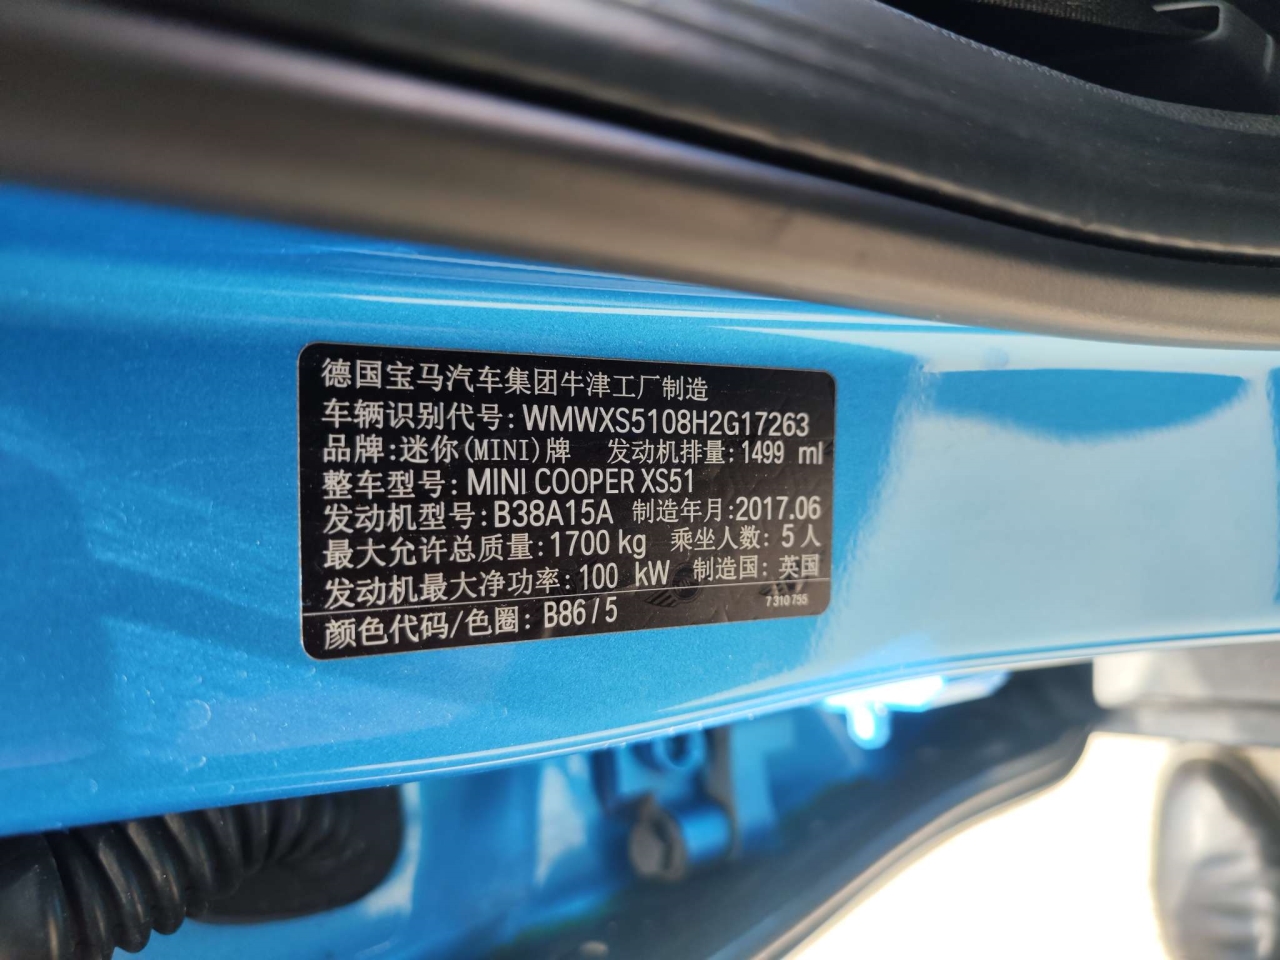 德国宝马汽车集团牛津工厂制造
车辆识别代号: WMWXS5108H2G17263
品牌:迷你(MINI)牌 发动机排量:1499 ml
整车型号: MINI COOPER XS51
发动机型号: B38A15A 制造年月:2017.06
最大允许总质量:1700 kg 乘坐人数: 5人
发动机最大净功率: 100 kW 制造国: 英国
7310755
颜色代码/色圈: B86/5